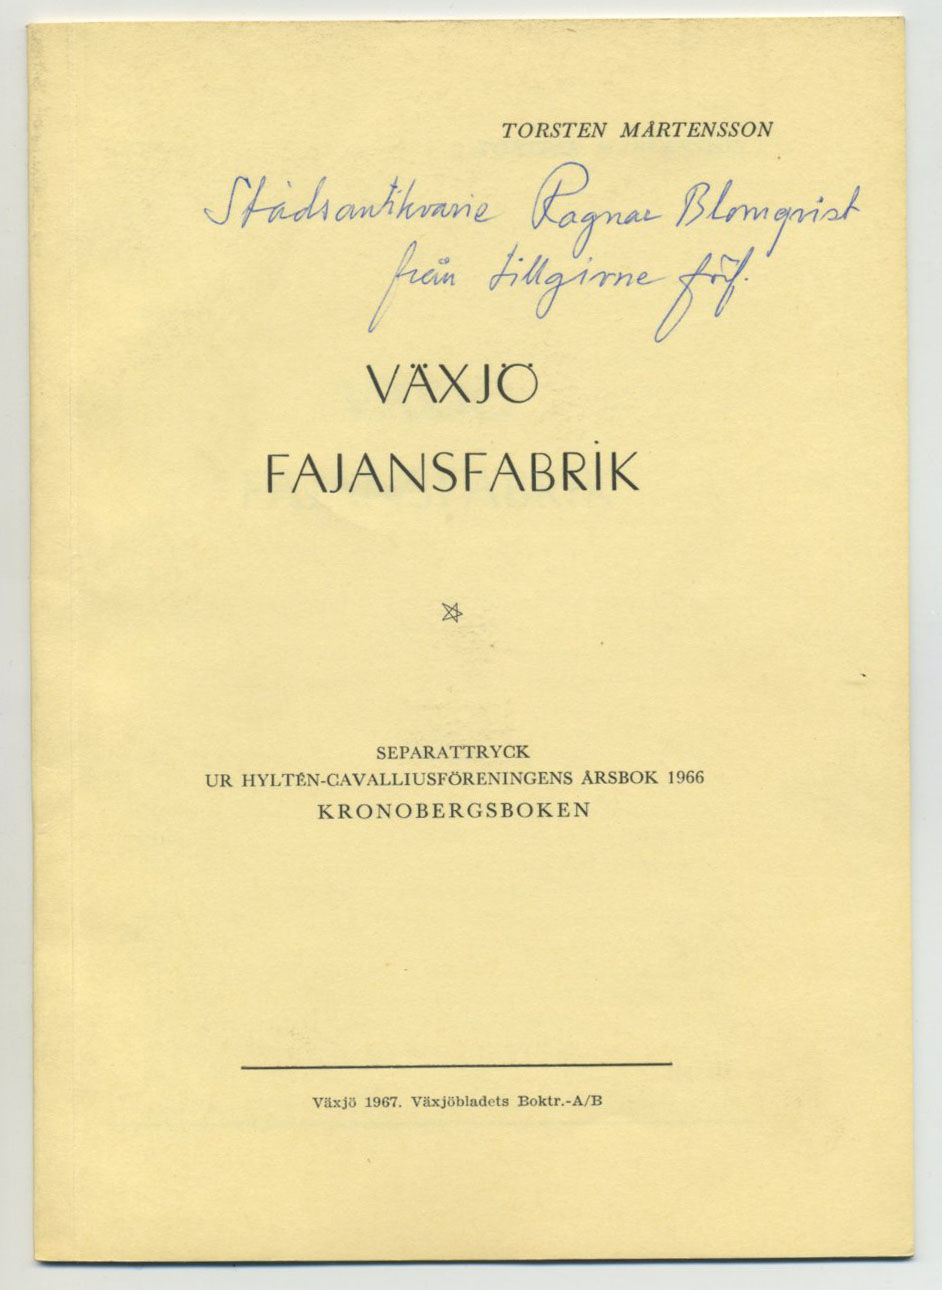 TORSTEN MÅRTENSSON
Stadsantikvarie Ragnar Blomqvist
från tillgivne förf.
VÄXJÖ
FAJANSFABRIK
SEPARATTRYCK
UR HYLTÉN-CAVALLIUSFÖRENINGENS ÅRSBOK 1966
KRONOBERGSBOKEN
Växjö 1967. Växjöbladets Boktr.-A/B